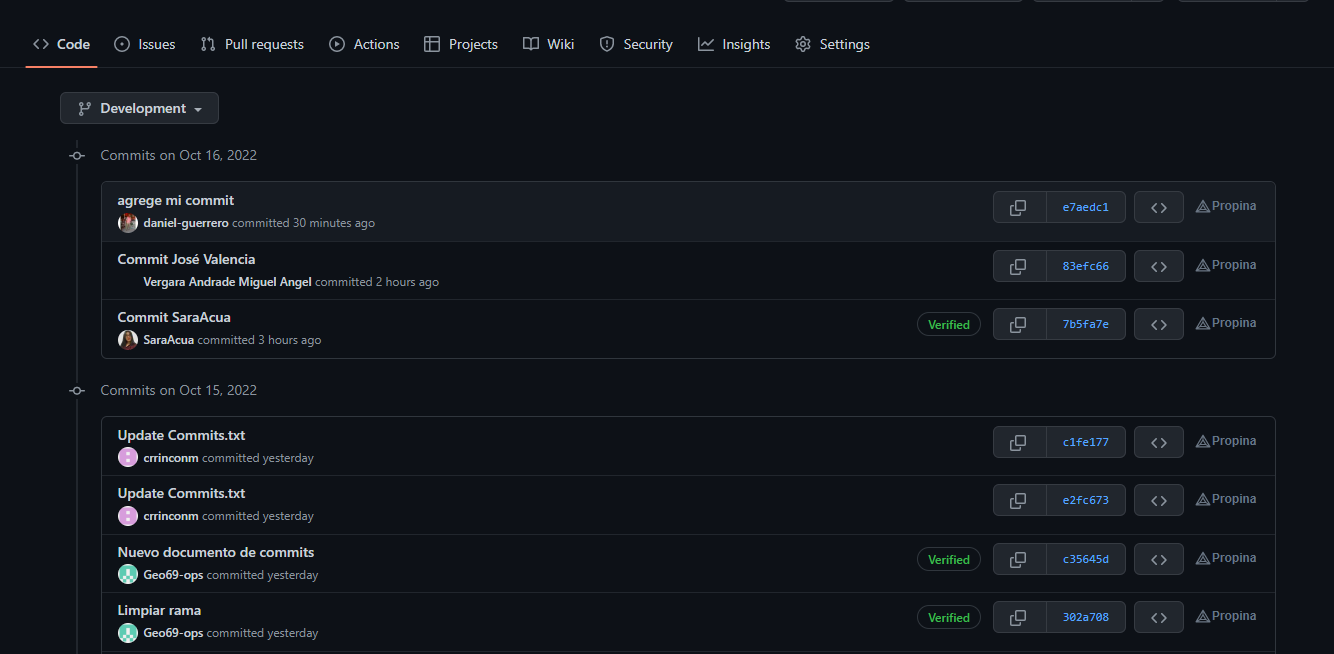 Code Issues Pull requests Actions Projects Wiki Security Insights Settings
Development
Commits on Oct 16, 2022
agrege mi commit
daniel-guerrero committed 30 minutes ago
e7aedc1
Propina
Commit José Valencia
Vergara Andrade Miguel Angel committed 2 hours ago
83efc66
Propina
Commit SaraAcua
SaraAcua committed 3 hours ago
Verified
7b5fa7e
Propina
Commits on Oct 15, 2022
Update Commits.txt
crrinconm committed yesterday
c1fe177
Propina
Update Commits.txt
crrinconm committed yesterday
e2fc673
Propina
Nuevo documento de commits
Geo69-ops committed yesterday
Verified
c35645d
Propina
Limpiar rama
Geo69-ops committed yesterday
Verified
302a708
Propina